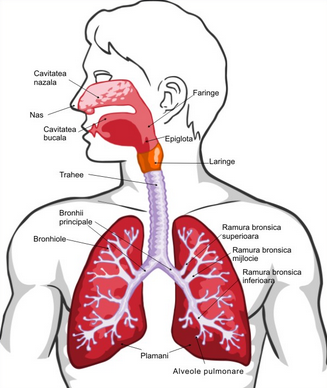 Cavitatea
nazala
Nas
Cavitatea
bucala
Faringe
Epiglota
Laringe
Trahee
Bronhii
principale
Bronhiole
Ramura bronsica
superioara
Ramura bronsica
mijlocie
Ramura bronsica
inferioara
Plamani
Alveole pulmonare